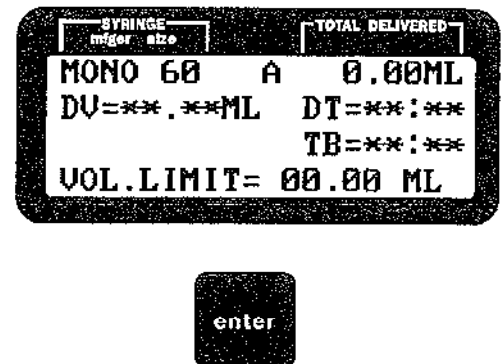 SYRINGE TOTAL DELIVERED
mfger size
MONO 60 A 0.00ML
DV=**.**ML DT=**:**
TB=**:**
VOL.LIMIT= 00.00 ML
enter